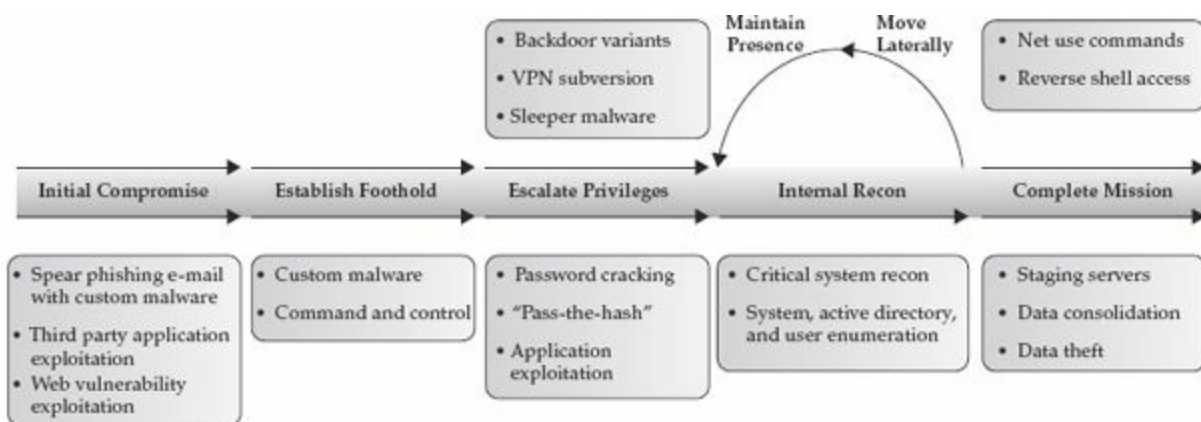 • Backdoor variants
• VPN subversion
• Sleeper malware
Maintain
Presence
Move
Laterally
• Net use commands
• Reverse shell access
Initial Compromise
Establish Foothold
Escalate Privileges
Internal Recon
Complete Mission
• Spear phishing e-mail
with custom malware
• Third party application
exploitation
• Web vulnerability
exploitation
• Custom malware
• Command and control
• Password cracking
• “Pass-the-hash”
• Application
exploitation
• Critical system recon
• System, active directory,
and user enumeration
• Staging servers
• Data consolidation
• Data theft